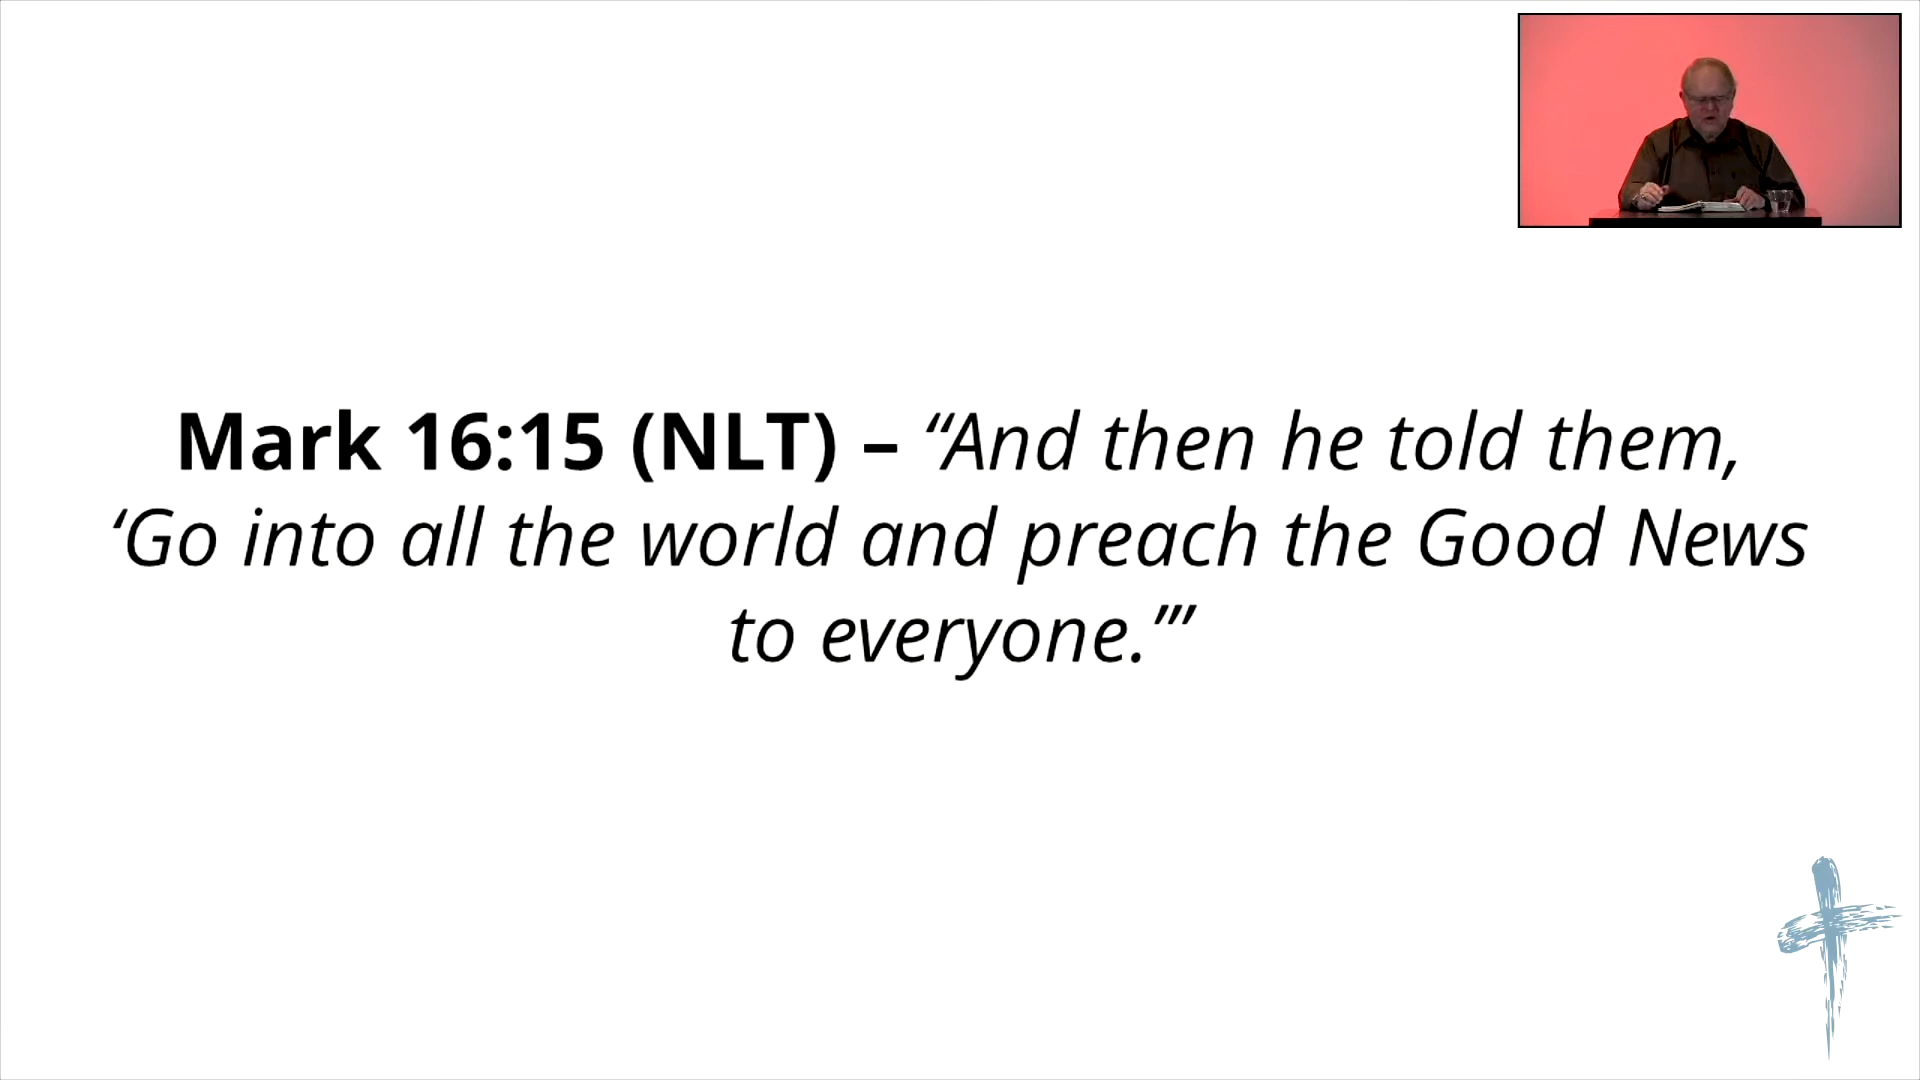 Mark 16:15 (NLT) – “And then he told them,
‘Go into all the world and preach the Good News
to everyone.’”